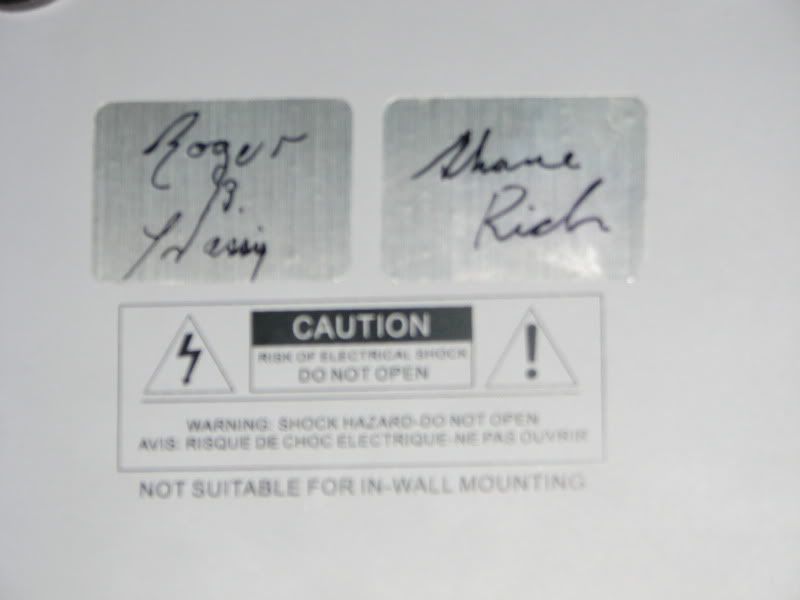 Roger
B.
Shane
Rich
CAUTION
RISK OF ELECTRICAL SHOCK
DO NOT OPEN
WARNING: SHOCK HAZARD-DO NOT OPEN
AVIS: RISQUE DE CHOC ELECTRIQUE-NE PAS OUVRIR
NOT SUITABLE FOR IN-WALL MOUNTING